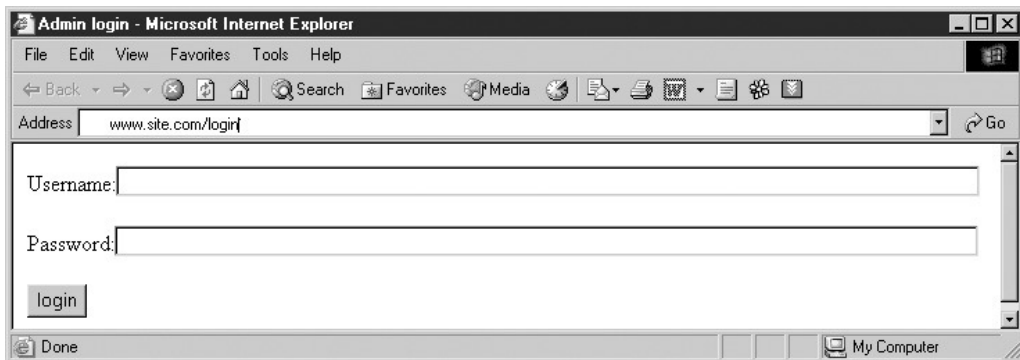 Admin login - Microsoft Internet Explorer
File Edit View Favorites Tools Help
Back Search Favorites Media W
Address www.site.com/login Go
Username:
Password:
login
Done My Computer